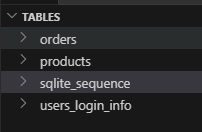 TABLES
orders
products
sqlite_sequence
users_login_info